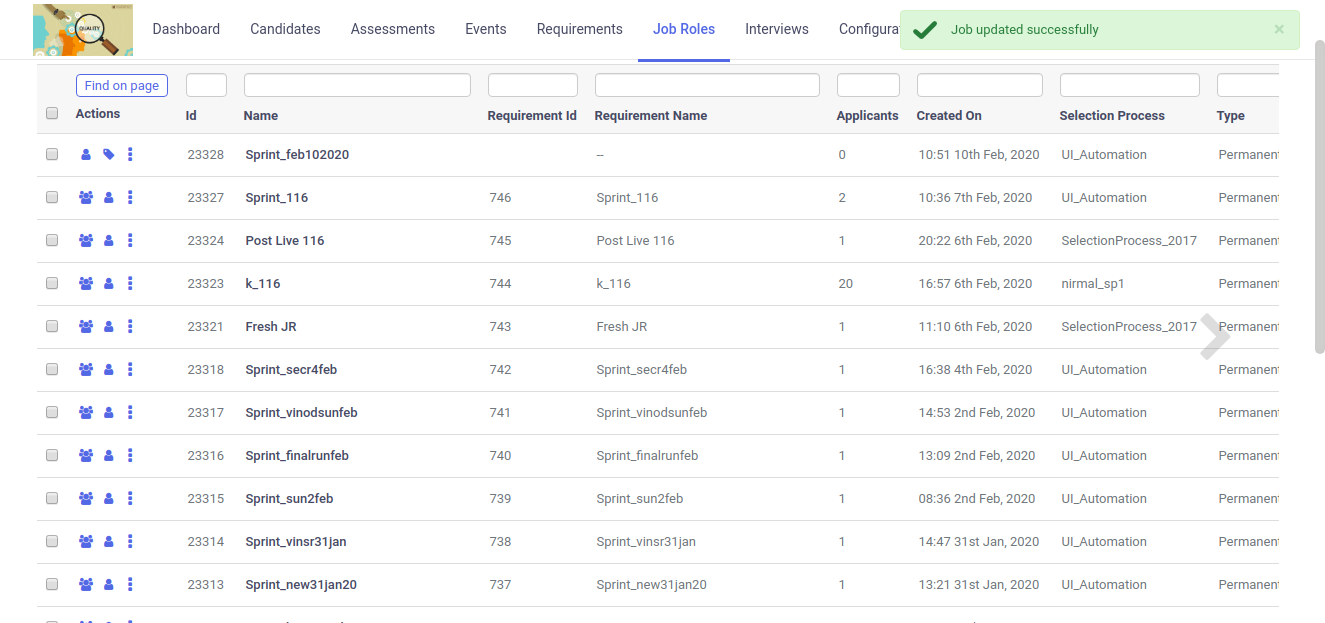 QUALITY
Dashboard Candidates Assessments Events Requirements Job Roles Interviews Configura
Job updated successfully ×
Find on page
Actions Id Name Requirement Id Requirement Name Applicants Created On Selection Process Type
23328 Sprint_feb102020 -- 0 10:51 10th Feb, 2020 UI_Automation Permanent
23327 Sprint_116 746 Sprint_116 2 10:36 7th Feb, 2020 UI_Automation Permanent
23324 Post Live 116 745 Post Live 116 1 20:22 6th Feb, 2020 SelectionProcess_2017 Permanent
23323 k_116 744 k_116 20 16:57 6th Feb, 2020 nirmal_sp1 Permanent
23321 Fresh JR 743 Fresh JR 1 11:10 6th Feb, 2020 SelectionProcess_2017 Permanent
23318 Sprint_secr4feb 742 Sprint_secr4feb 1 16:38 4th Feb, 2020 UI_Automation Permanent
23317 Sprint_vinodsunfeb 741 Sprint_vinodsunfeb 1 14:53 2nd Feb, 2020 UI_Automation Permanent
23316 Sprint_finalrunfeb 740 Sprint_finalrunfeb 1 13:09 2nd Feb, 2020 UI_Automation Permanent
23315 Sprint_sun2feb 739 Sprint_sun2feb 1 08:36 2nd Feb, 2020 UI_Automation Permanent
23314 Sprint_vinsr31jan 738 Sprint_vinsr31jan 1 14:47 31st Jan, 2020 UI_Automation Permanent
23313 Sprint_new31jan20 737 Sprint_new31jan20 1 13:21 31st Jan, 2020 UI_Automation Permanent